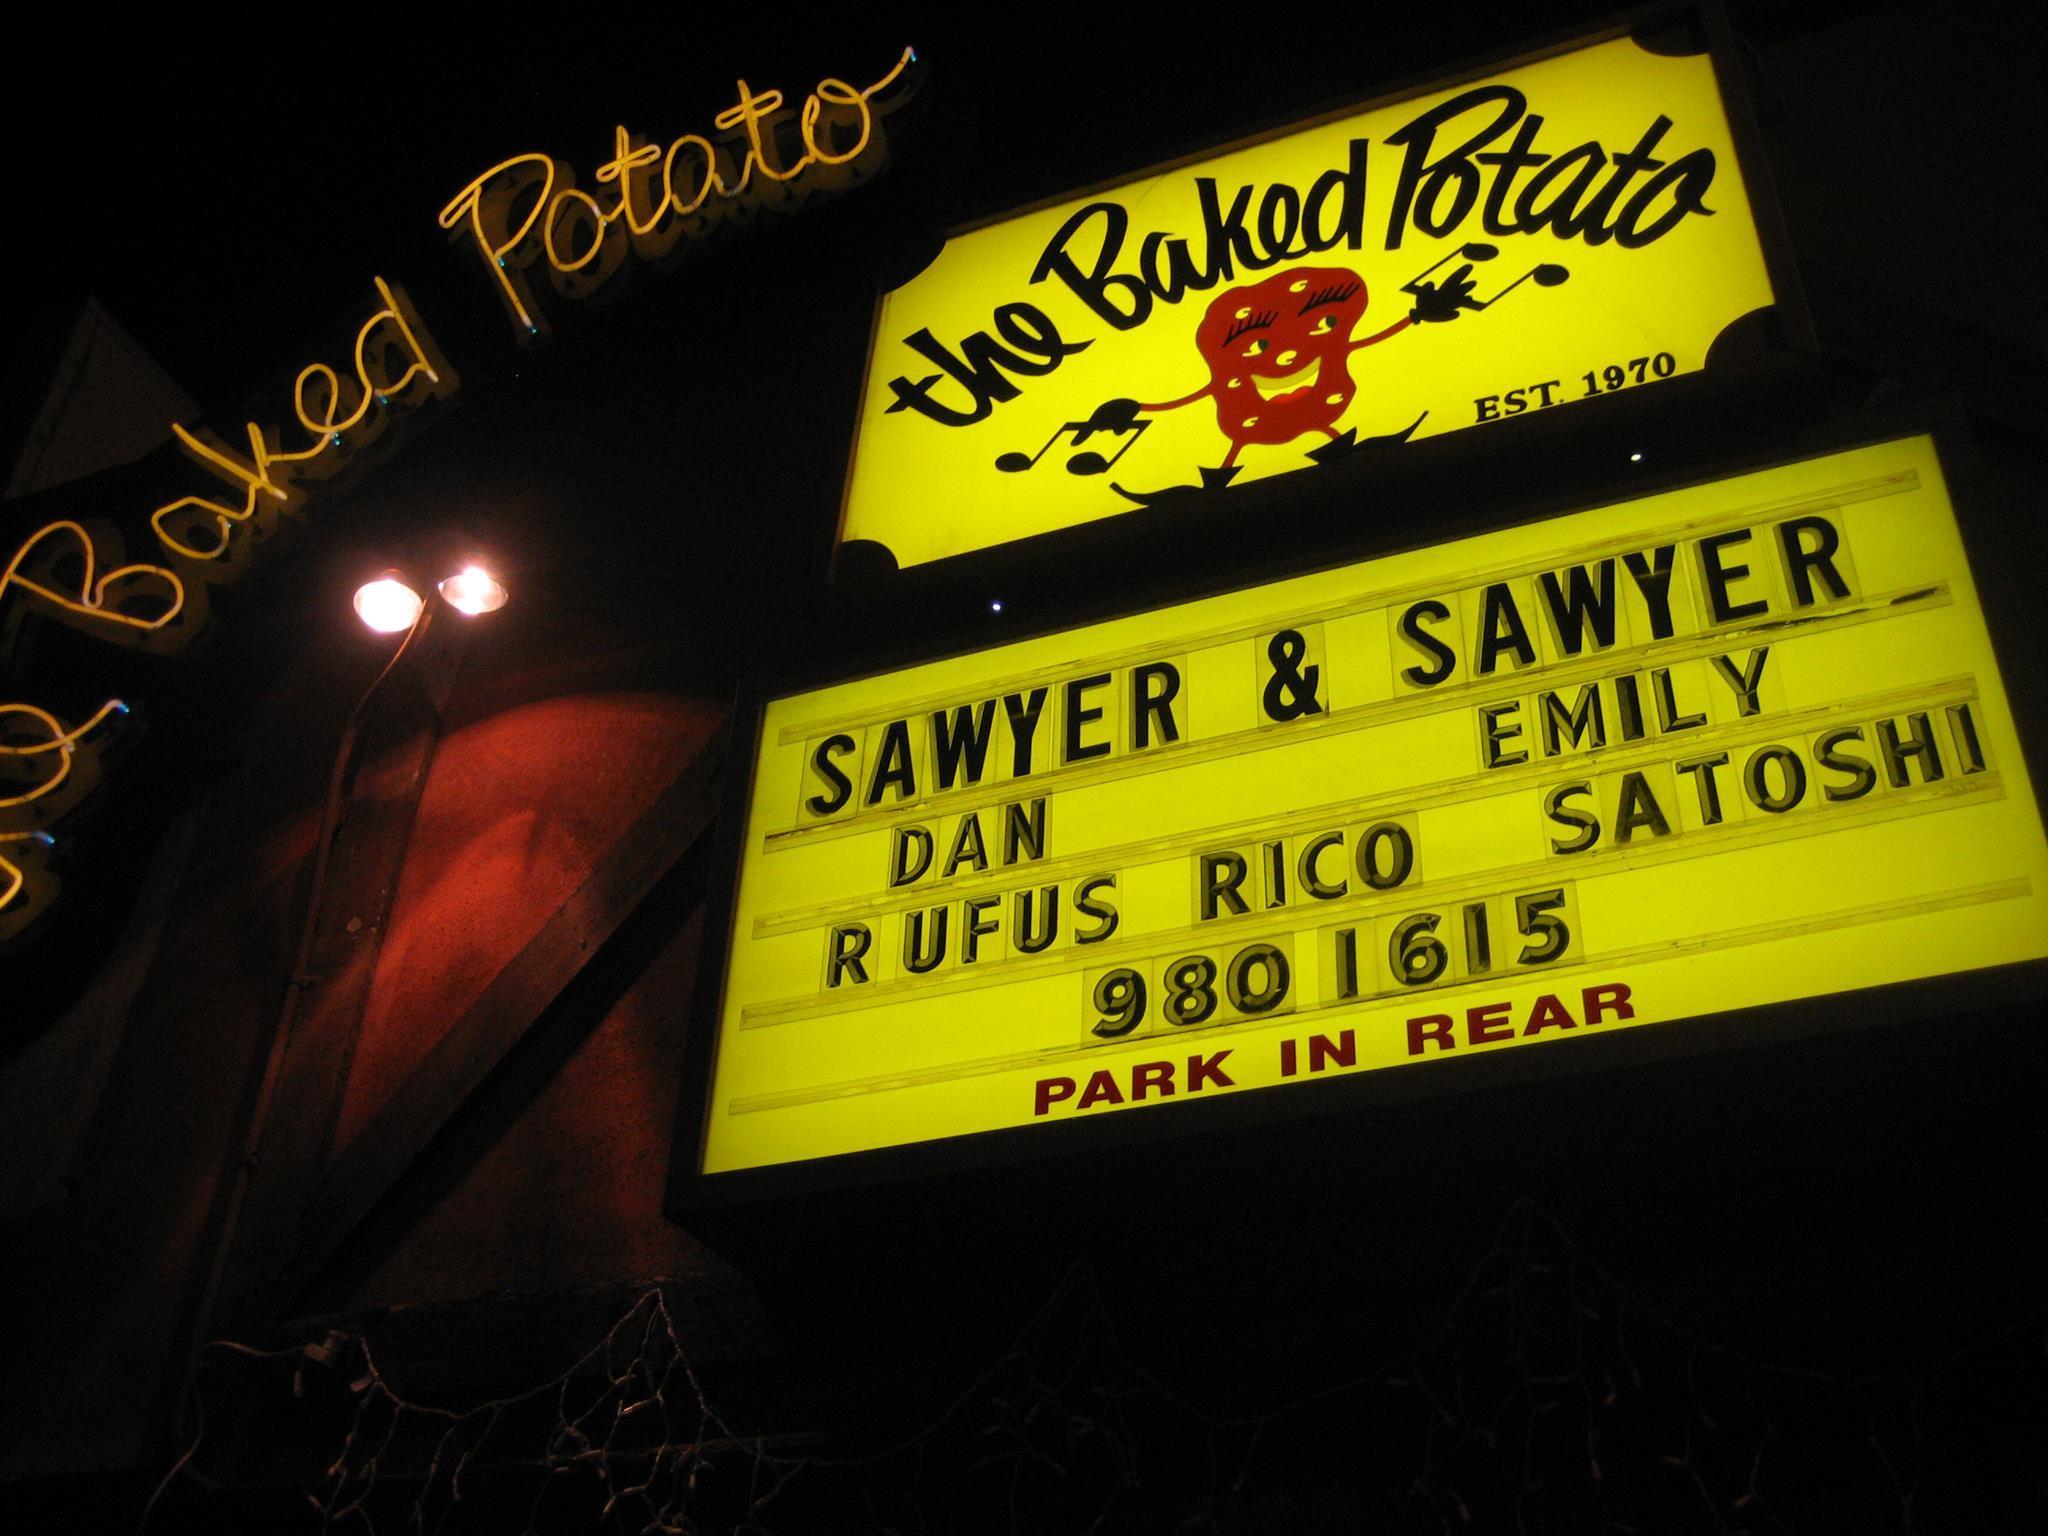 The Baked Potato
the Baked Potato
EST. 1970
SAWYER & SAWYER
DAN EMILY
RUFUS RICO SATOSHI
980 1615
PARK IN REAR